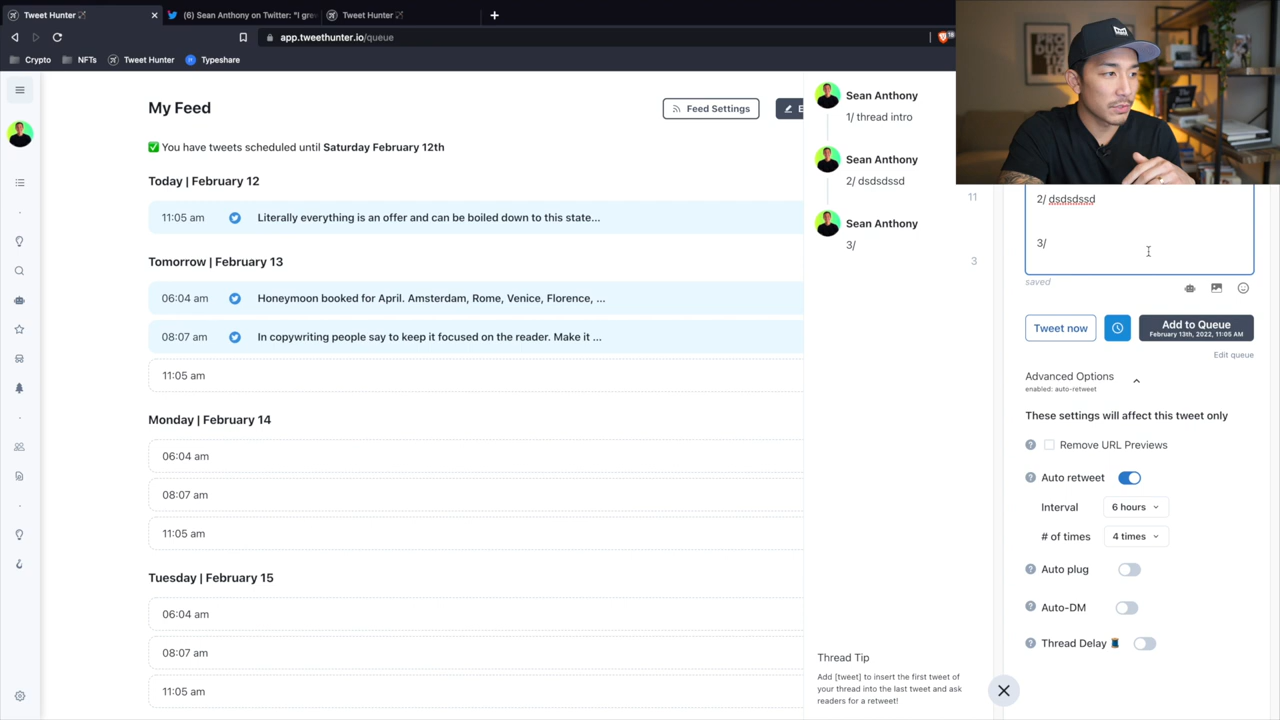 Tweet Hunter
(6) Sean Anthony on Twitter: "I gre
Tweet Hunter
app.tweethunter.io/queue
Crypto
NFTs
Tweet Hunter
Typeshare
My Feed
Feed Settings
You have tweets scheduled until Saturday February 12th
Today | February 12
11:05 am
Literally everything is an offer and can be boiled down to this state...
Tomorrow | February 13
06:04 am
Honeymoon booked for April. Amsterdam, Rome, Venice, Florence, ...
08:07 am
In copywriting people say to keep it focused on the reader. Make it ...
11:05 am
Monday | February 14
06:04 am
08:07 am
11:05 am
Tuesday | February 15
06:04 am
08:07 am
11:05 am
Sean Anthony
1/ thread intro
Sean Anthony
2/ dsdsdssd
11
Sean Anthony
3/
3
Thread Tip
Add [tweet] to insert the first tweet of
your thread into the last tweet and ask
readers for a retweet!
2/ dsdsdssd
3/
saved
Tweet now
Add to Queue
February 13th, 2022, 11:05 AM
Edit queue
Advanced Options
enabled: auto-retweet
These settings will affect this tweet only
Remove URL Previews
Auto retweet
Interval
6 hours
# of times
4 times
Auto plug
Auto-DM
Thread Delay